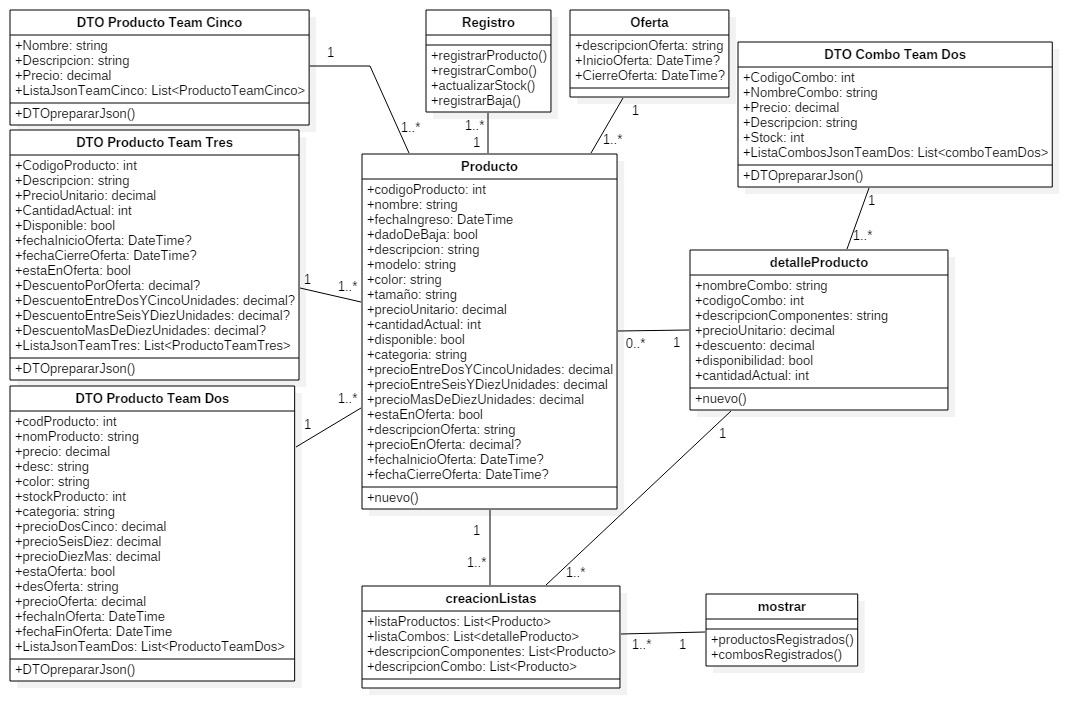 DTO Producto Team Cinco
+Nombre: string
+Descripcion: string
+Precio: decimal
+ListaJsonTeamCinco: List<ProductoTeamCinco>
+DTOprepararJson()
1
1..*
Registro
+registrarProducto()
+registrarCombo()
+actualizarStock()
+registrarBaja()
1..*
1
Oferta
+descripcionOferta: string
+InicioOferta: DateTime?
+CierreOferta: DateTime?
1
1..*
DTO Combo Team Dos
+CodigoCombo: int
+NombreCombo: string
+Precio: decimal
+Descripcion: string
+Stock: int
+ListaCombosJsonTeamDos: List<comboTeamDos>
+DTOprepararJson()
1
1..*
DTO Producto Team Tres
+CodigoProducto: int
+Descripcion: string
+PrecioUnitario: decimal
+CantidadActual: int
+Disponible: bool
+fechaInicioOferta: DateTime?
+fechaCierreOferta: DateTime?
+estaEnOferta: bool
+DescuentoPorOferta: decimal?
+DescuentoEntreDosYCincoUnidades: decimal?
+DescuentoEntreSeisYDiezUnidades: decimal?
+DescuentoMasDeDiezUnidades: decimal?
+ListaJsonTeamTres: List<ProductoTeamTres>
+DTOprepararJson()
1
1..*
Producto
+codigoProducto: int
+nombre: string
+fechaIngreso: DateTime
+dadoDeBaja: bool
+descripcion: string
+modelo: string
+color: string
+tamaño: string
+precioUnitario: decimal
+cantidadActual: int
+disponible: bool
+categoria: string
+precioEntreDosYCincoUnidades: decimal
+precioEntreSeisYDiezUnidades: decimal
+precioMasDeDiezUnidades: decimal
+estaEnOferta: bool
+descripcionOferta: string
+precioEnOferta: decimal?
+fechaInicioOferta: DateTime?
+fechaCierreOferta: DateTime?
+nuevo()
0..*
1
detalleProducto
+nombreCombo: string
+codigoCombo: int
+descripcionComponentes: string
+precioUnitario: decimal
+descuento: decimal
+disponibilidad: bool
+cantidadActual: int
+nuevo()
1
1..*
DTO Producto Team Dos
+codProducto: int
+nomProducto: string
+precio: decimal
+desc: string
+color: string
+stockProducto: int
+categoria: string
+precioDosCinco: decimal
+precioSeisDiez: decimal
+precioDiezMas: decimal
+estaOferta: bool
+desOferta: string
+precioOferta: decimal
+fechaInOferta: DateTime
+fechaFinOferta: DateTime
+ListaJsonTeamDos: List<ProductoTeamDos>
+DTOprepararJson()
1
1..*
1
1..*
creacionListas
+listaProductos: List<Producto>
+listaCombos: List<detalleProducto>
+descripcionComponentes: List<Producto>
+descripcionCombo: List<Producto>
1..*
1
mostrar
+productosRegistrados()
+combosRegistrados()